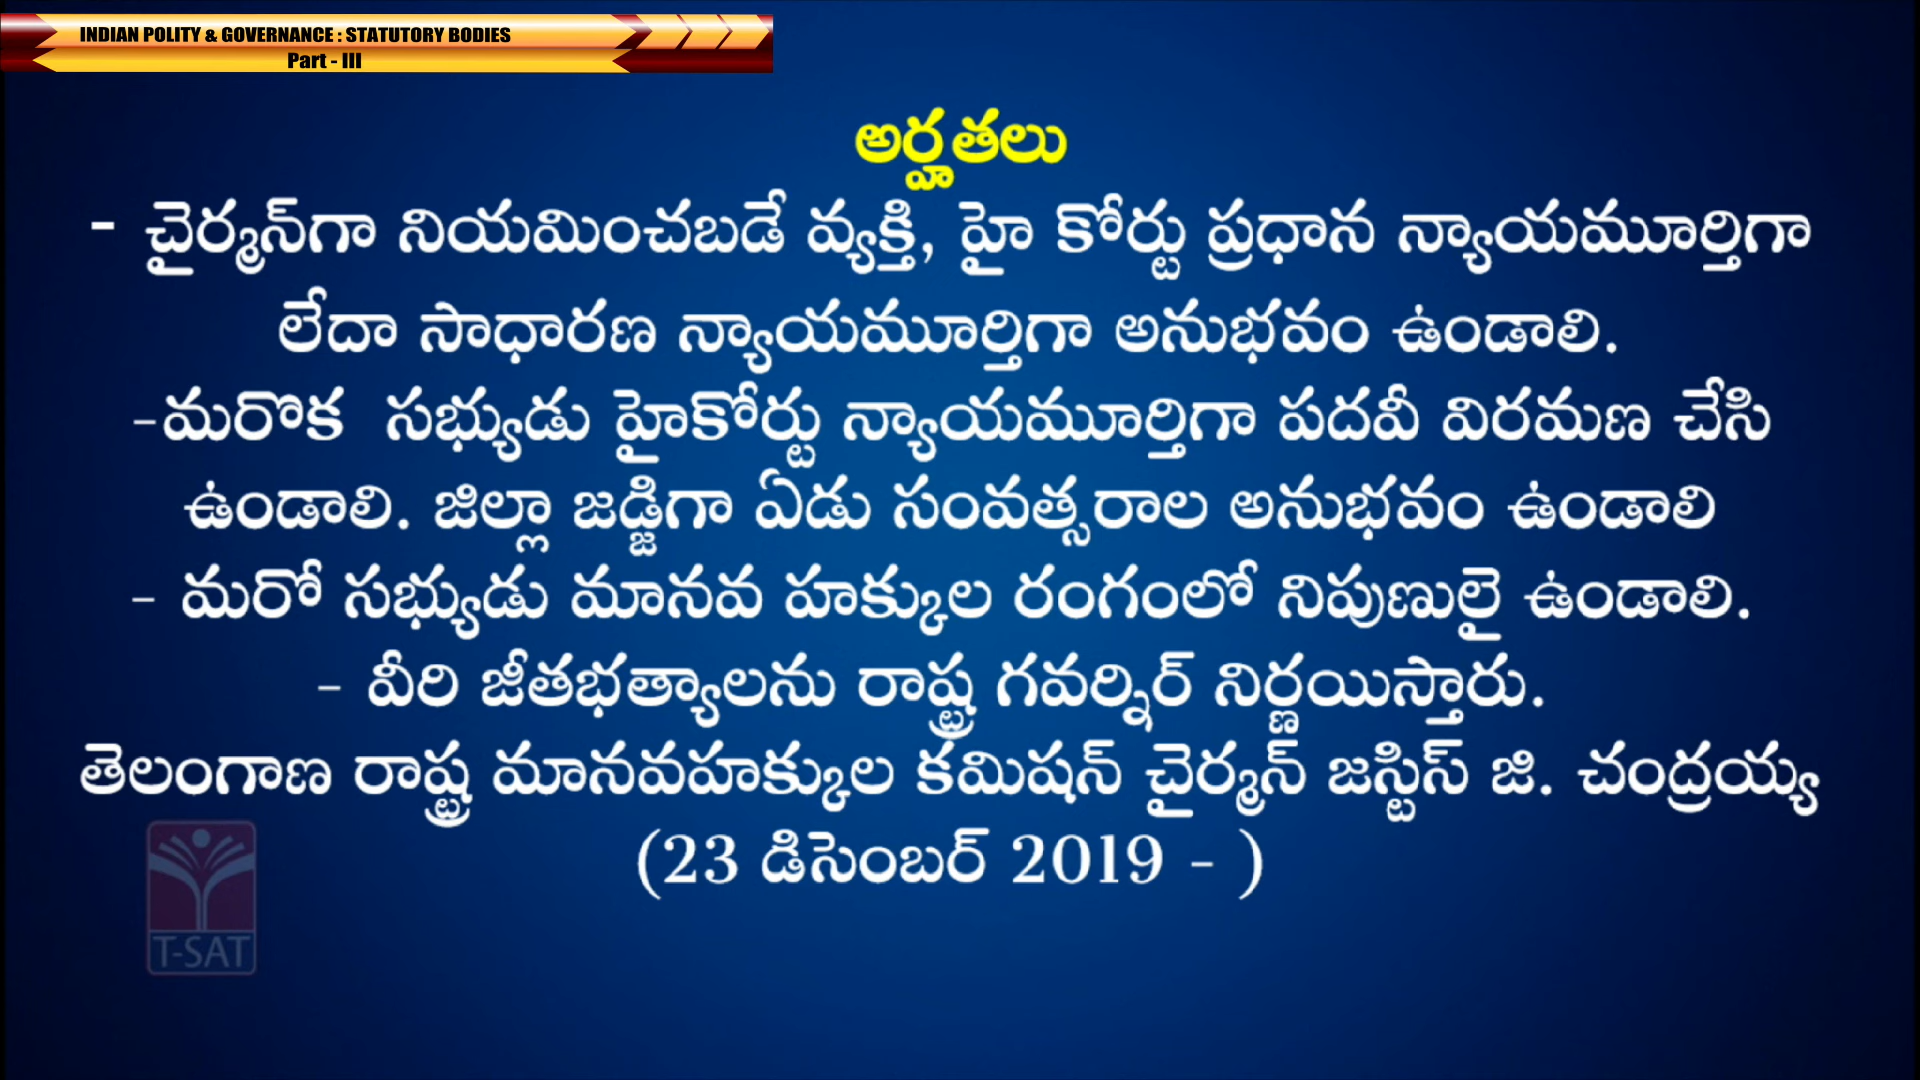 INDIAN POLITY & GOVERNANCE : STATUTORY BODIES
Part - III
అర్హతలు
- చైర్మన్‌గా నియమించబడే వ్యక్తి, హై కోర్టు ప్రధాన న్యాయమూర్తిగా
లేదా సాధారణ న్యాయమూర్తిగా అనుభవం ఉండాలి.
-మరొక సభ్యుడు హైకోర్టు న్యాయమూర్తిగా పదవీ విరమణ చేసి
ఉండాలి. జిల్లా జడ్జిగా ఏడు సంవత్సరాల అనుభవం ఉండాలి
- మరో సభ్యుడు మానవ హక్కుల రంగంలో నిపుణులై ఉండాలి.
- వీరి జీతభత్యాలను రాష్ట్ర గవర్నిర్ నిర్ణయిస్తారు.
తెలంగాణ రాష్ట్ర మానవహక్కుల కమిషన్ చైర్మన్ జస్టిస్ జి. చంద్రయ్య
(23 డిసెంబర్ 2019 - )
T-SAT